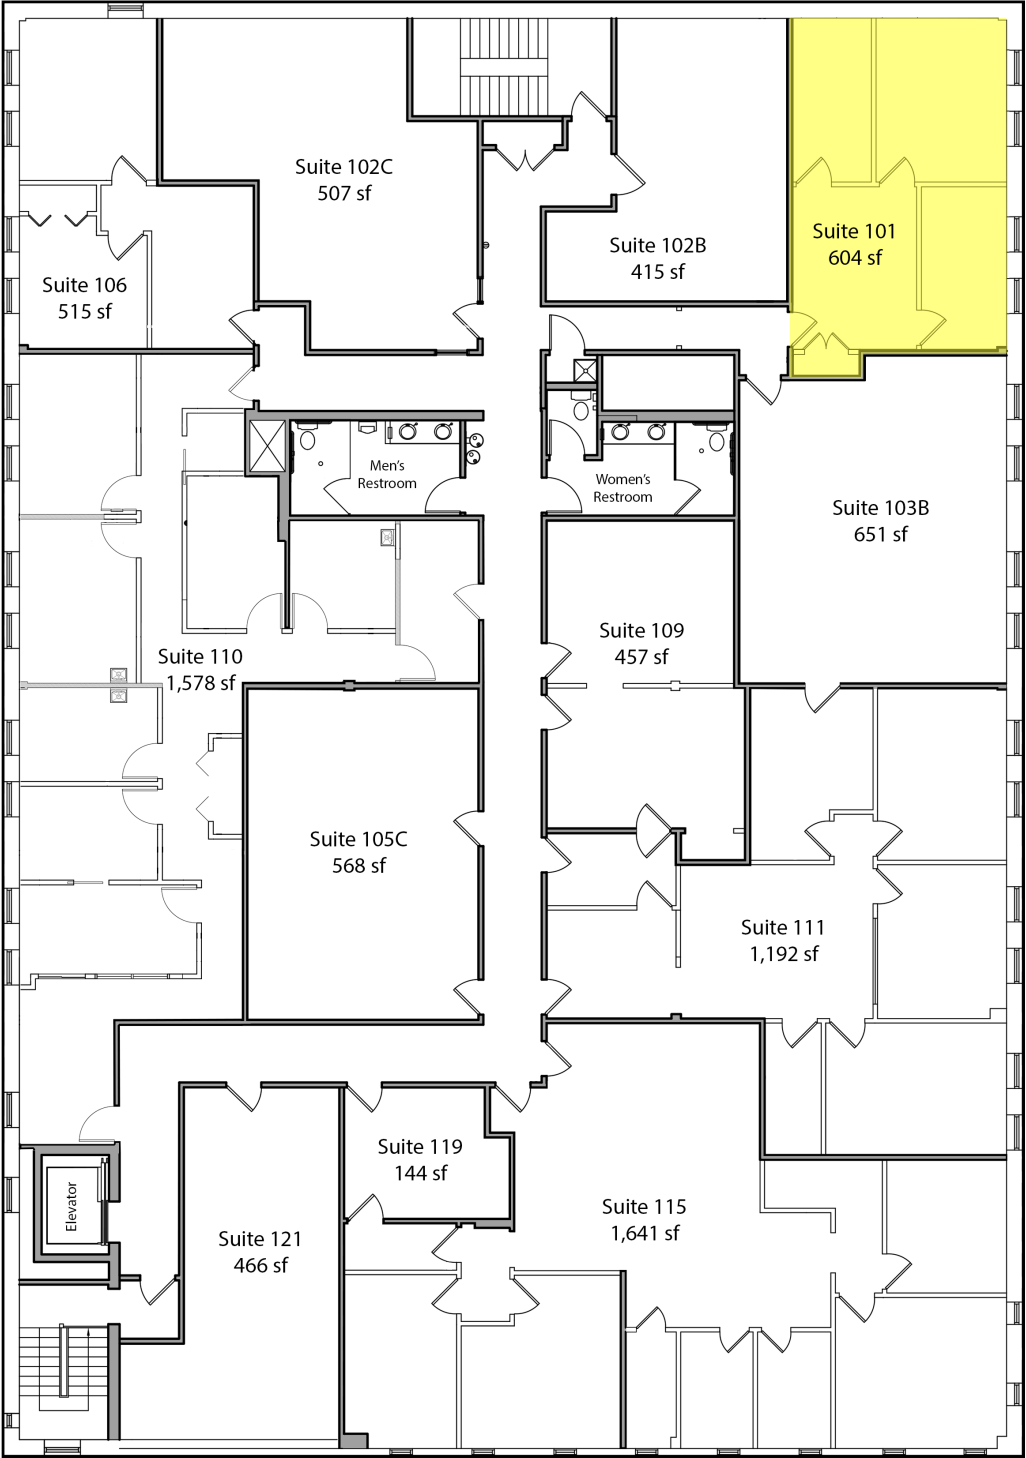 Suite 102C
507 sf
Suite 102B
415 sf
Suite 101
604 sf
Suite 106
515 sf
Men's
Restroom
Women's
Restroom
Suite 103B
651 sf
Suite 109
457 sf
Suite 110
1,578 sf
Suite 105C
568 sf
Suite 111
1,192 sf
Suite 119
144 sf
Elevator
Suite 115
1,641 sf
Suite 121
466 sf